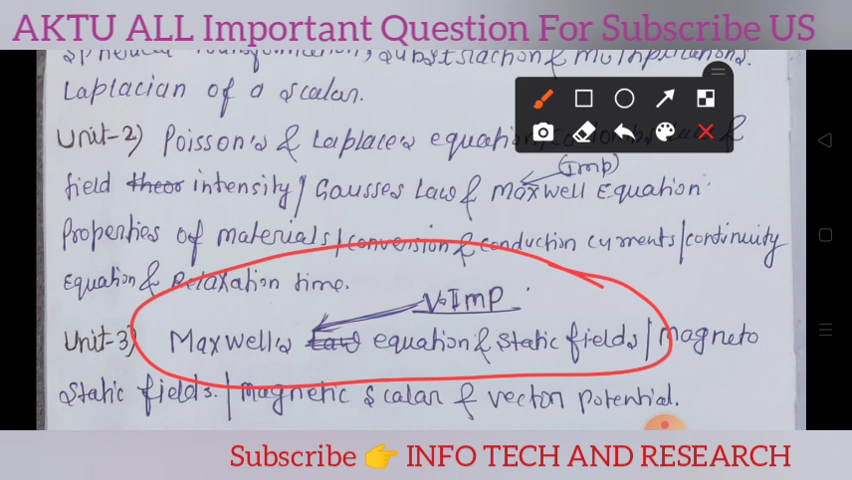 AKTU ALL Important Question For Subscribe US
Laplacian of a scalar.
Unit-2) Poisson's & Laplace's equation &
(Imp)
field intensity / Gausses Law & Maxwell Equation
Properties of materials / conversion & conduction currents / continuity
Equation & Relaxation time.
V. Imp
Unit-3) Maxwell's equation & static fields / Magneto
static fields. / Magnetic scalar & vector potential.
Subscribe 👉 INFO TECH AND RESEARCH